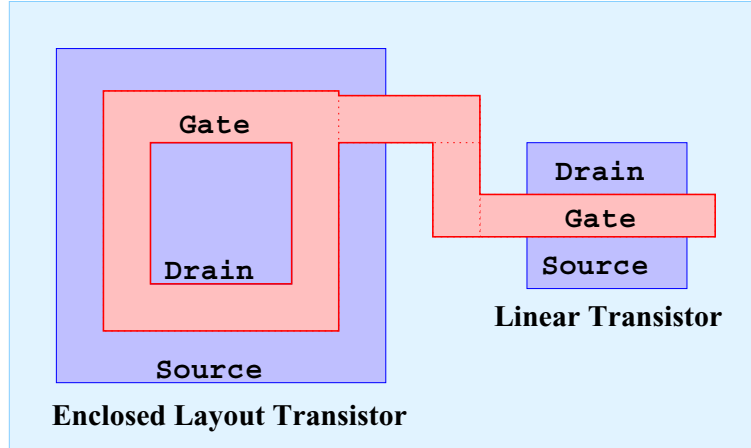 Gate
Drain
Source
Enclosed Layout Transistor
Drain
Gate
Source
Linear Transistor